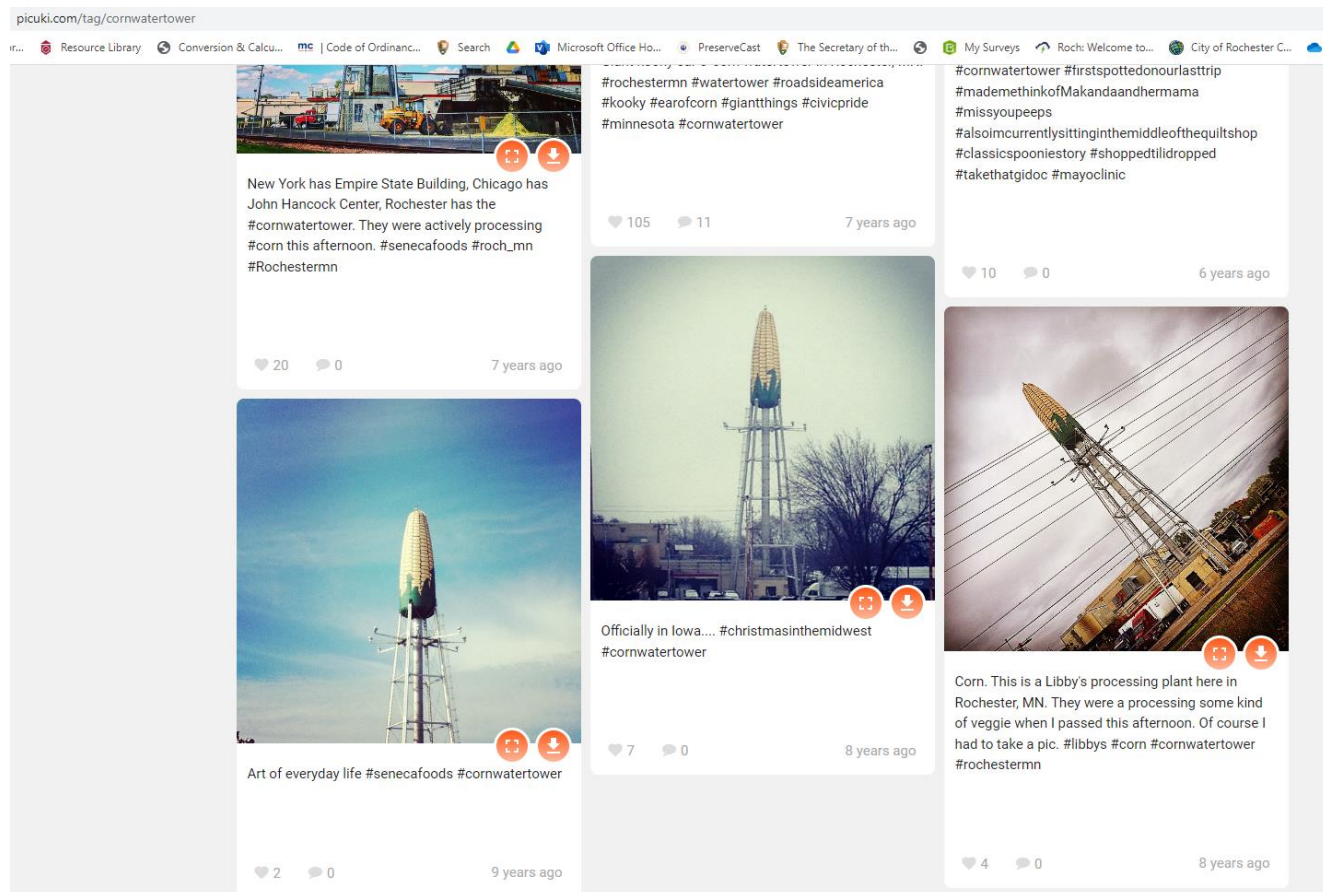 picuki.com/tag/cornwatertower
r... Resource Library Conversion & Calcu... mc | Code of Ordinanc... Search Microsoft Office Ho... PreserveCast The Secretary of th... My Surveys Roch: Welcome to... City of Rochester C...
New York has Empire State Building, Chicago has
John Hancock Center, Rochester has the
#cornwatertower. They were actively processing
#corn this afternoon. #senecafoods #roch_mn
#Rochestermn
20 0 7 years ago
Art of everyday life #senecafoods #cornwatertower
2 0 9 years ago
#rochestermn #watertower #roadsideamerica
#kooky #earofcorn #giantthings #civicpride
#minnesota #cornwatertower
105 11 7 years ago
Officially in Iowa.... #christmasinthemidwest
#cornwatertower
7 0 8 years ago
#cornwatertower #firstspottedonourlasttrip
#mademethinkofMakandaandhermama
#missyoupeeps
#alsoimcurrentlysittinginthemiddleofthequiltshop
#classicspooniestory #shoppedtilidropped
#takethatgidoc #mayoclinic
10 0 6 years ago
Corn. This is a Libby's processing plant here in
Rochester, MN. They were a processing some kind
of veggie when I passed this afternoon. Of course I
had to take a pic. #libbys #corn #cornwatertower
#rochestermn
4 0 8 years ago